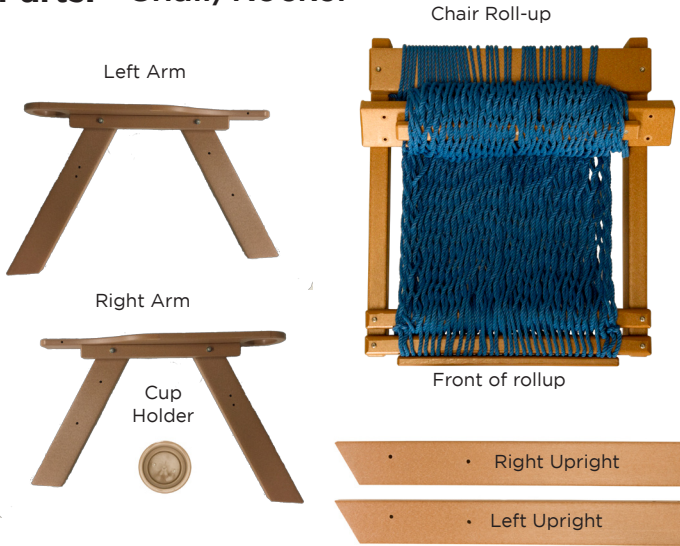 Chair Roll-up
Left Arm
Right Arm
Cup
Holder
Front of rollup
Right Upright
Left Upright